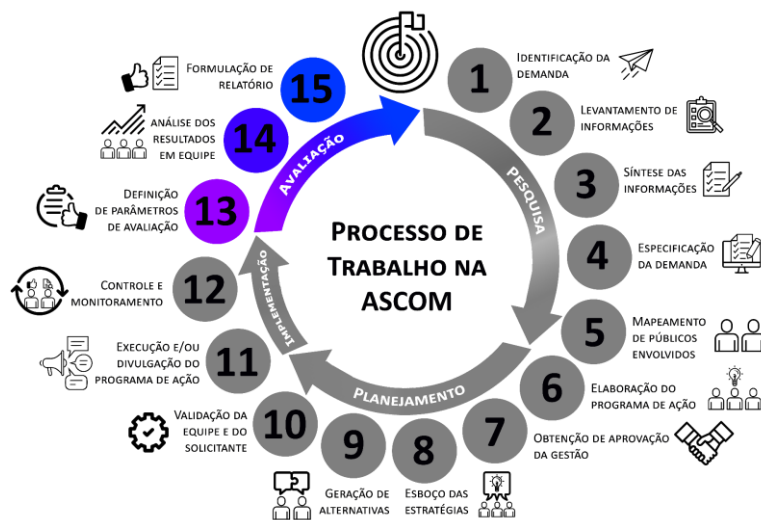 PROCESSO DE
TRABALHO NA
ASCOM
PESQUISA
PLANEJAMENTO
IMPLEMENTAÇÃO
AVALIAÇÃO
1
IDENTIFICAÇÃO DA
DEMANDA
2
LEVANTAMENTO DE
INFORMAÇÕES
3
SÍNTESE DAS
INFORMAÇÕES
4
ESPECIFICAÇÃO
DA DEMANDA
5
MAPEAMENTO
DE PÚBLICOS
ENVOLVIDOS
6
ELABORAÇÃO DO
PROGRAMA DE AÇÃO
7
OBTENÇÃO DE APROVAÇÃO
DA GESTÃO
8
ESBOÇO DAS
ESTRATÉGIAS
9
GERAÇÃO DE
ALTERNATIVAS
10
VALIDAÇÃO DA
EQUIPE E DO
SOLICITANTE
11
EXECUÇÃO E/OU
DIVULGAÇÃO DO
PROGRAMA DE AÇÃO
12
CONTROLE E
MONITORAMENTO
13
DEFINIÇÃO
DE PARÂMETROS
DE AVALIAÇÃO
14
ANÁLISE DOS
RESULTADOS
EM EQUIPE
15
FORMULAÇÃO DE
RELATÓRIO